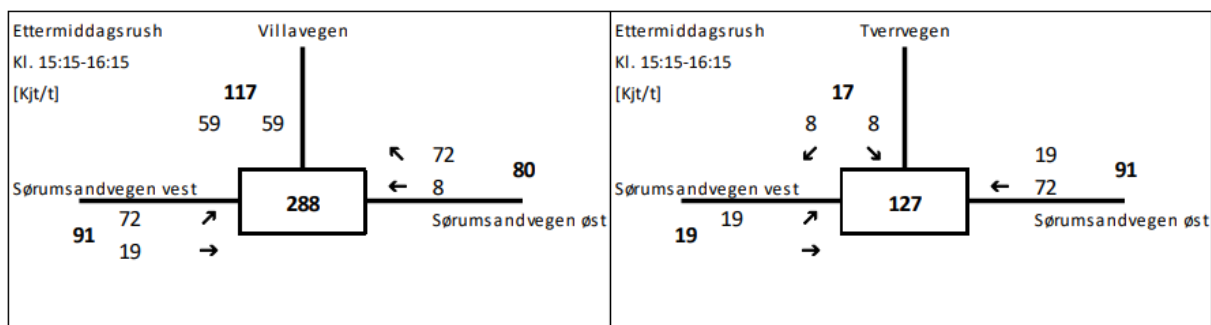 Ettermiddagsrush
Villavegen
Kl. 15:15-16:15
[Kjt/t]
117
59 59
72
80
8
Sørumsandvegen vest
288
Sørumsandvegen øst
72
91
19
Ettermiddagsrush
Tverrvegen
Kl. 15:15-16:15
[Kjt/t]
17
8 8
19
91
72
Sørumsandvegen vest
127
Sørumsandvegen øst
19
19